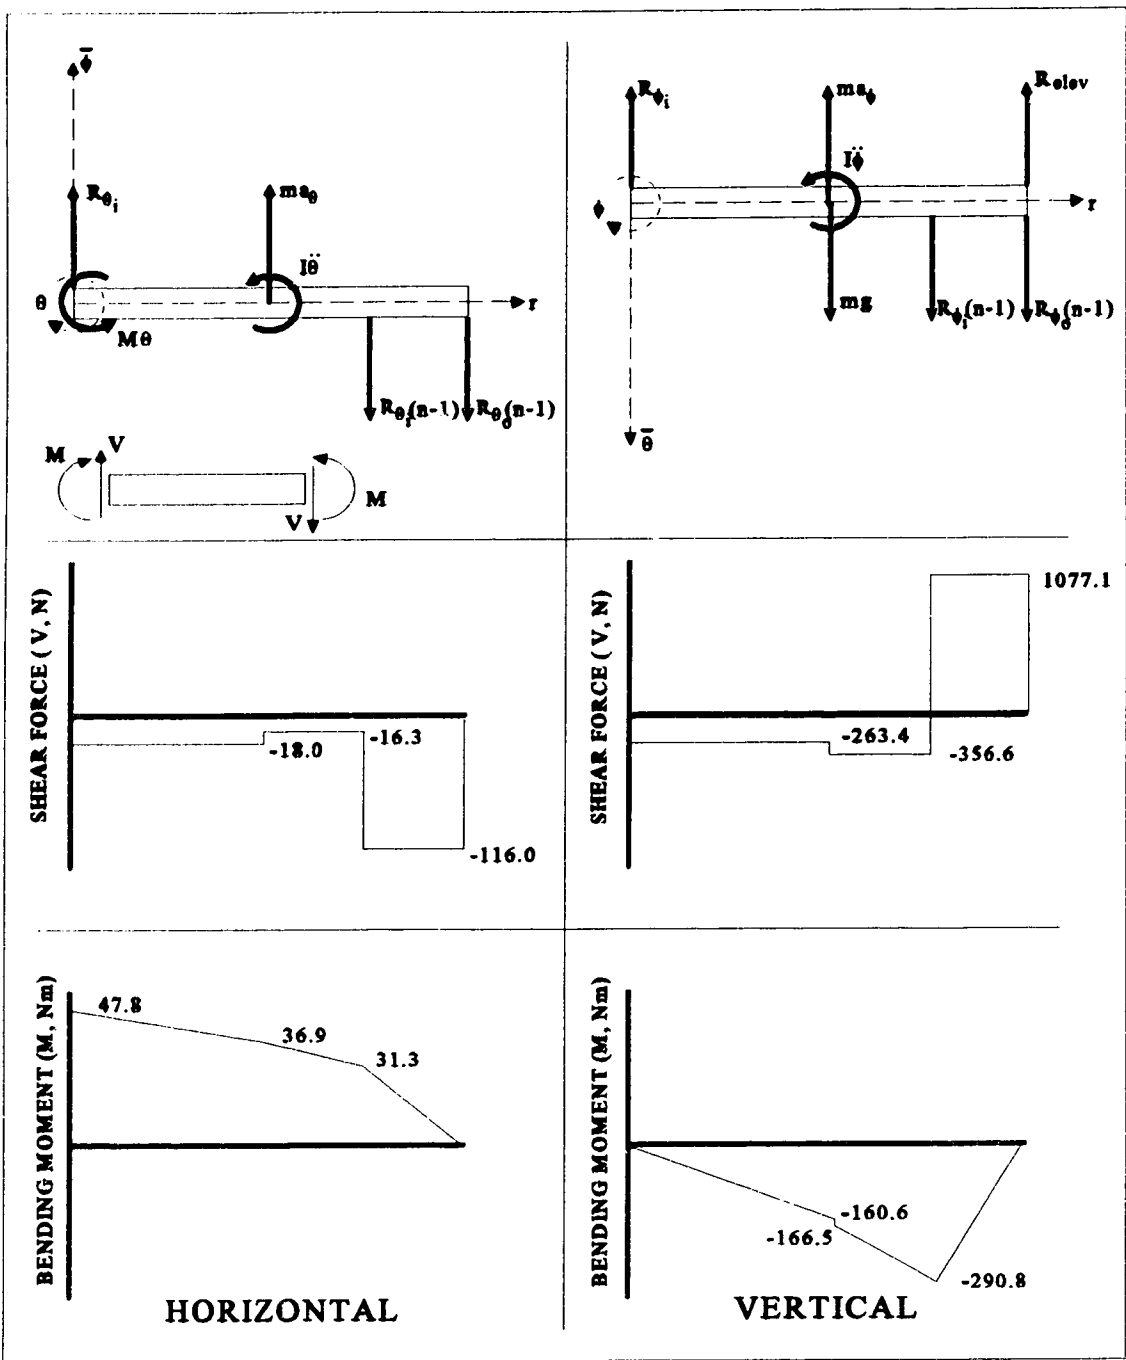 φ̄
R_θi
ma_θ
Iθ̈
θ
r
Mθ
R_θi(n-1)
R_θo(n-1)
M
V
V
M
R_φi
ma_φ
R_elev
Iφ̈
φ
r
mg
R_φi(n-1)
R_φo(n-1)
θ̄
SHEAR FORCE ( V, N)
-18.0
-16.3
-116.0
SHEAR FORCE ( V, N)
1077.1
-263.4
-356.6
BENDING MOMENT (M, Nm)
47.8
36.9
31.3
HORIZONTAL
BENDING MOMENT (M, Nm)
-160.6
-166.5
-290.8
VERTICAL